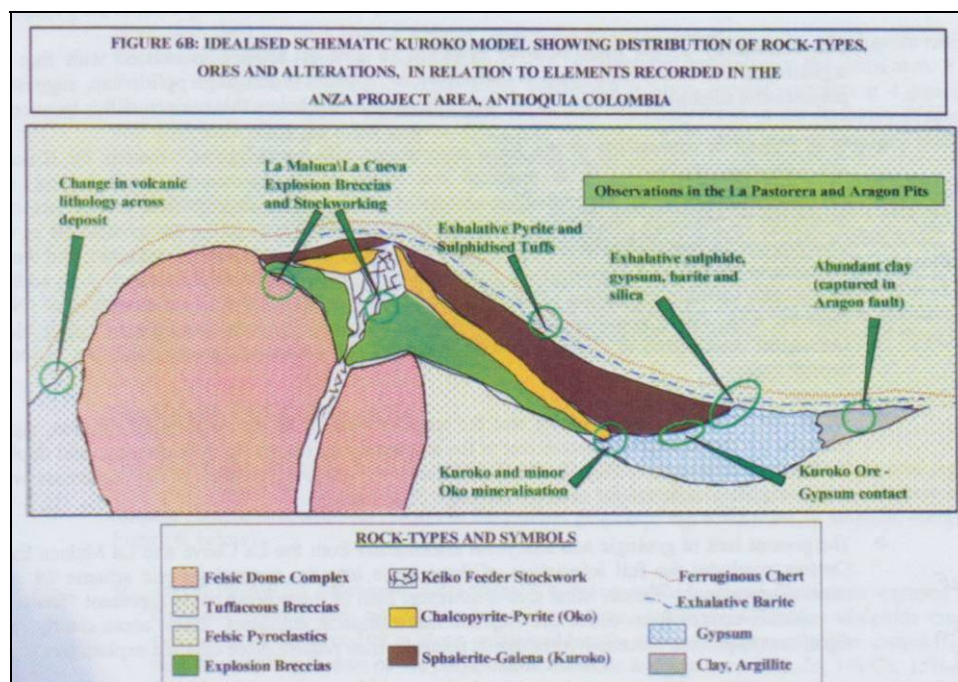 FIGURE 6B: IDEALISED SCHEMATIC KUROKO MODEL SHOWING DISTRIBUTION OF ROCK-TYPES,
ORES AND ALTERATIONS, IN RELATION TO ELEMENTS RECORDED IN THE
ANZA PROJECT AREA, ANTIOQUIA COLOMBIA
Change in volcanic
lithology across
deposit
La Maluca\La Cueva
Explosion Breccias
and Stockworking
Observations in the La Pastorera and Aragon Pits
Exhalative Pyrite and
Sulphidised Tuffs
Exhalative sulphide,
gypsum, barite and
silica
Abundant clay
(captured in
Aragon fault)
Kuroko and minor
Oko mineralisation
Kuroko Ore -
Gypsum contact
ROCK-TYPES AND SYMBOLS
Felsic Dome Complex
Tuffaceous Breccias
Felsic Pyroclastics
Explosion Breccias
Keiko Feeder Stockwork
Chalcopyrite-Pyrite (Oko)
Sphalerite-Galena (Kuroko)
Ferruginous Chert
Exhalative Barite
Gypsum
Clay, Argillite